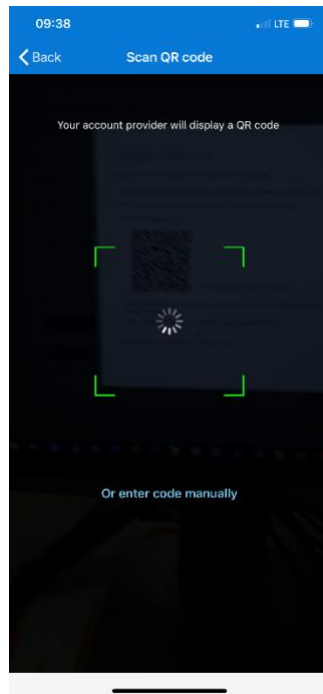 09:38
LTE
Back
Scan QR code
Your account provider will display a QR code
Or enter code manually